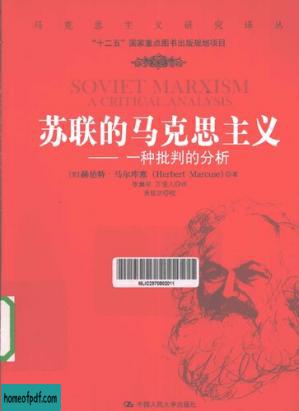 马克思主义研究译丛
“十二五”国家重点图书出版规划项目
SOVIET MARXISM
A CRITICAL ANALYSIS
苏联的马克思主义
—— 一种批判的分析
[美]赫伯特·马尔库塞 (Herbert Marcuse) 著
NLIC2970860011
中国人民大学出版社
homeofpdf.com
homeofpdf.com